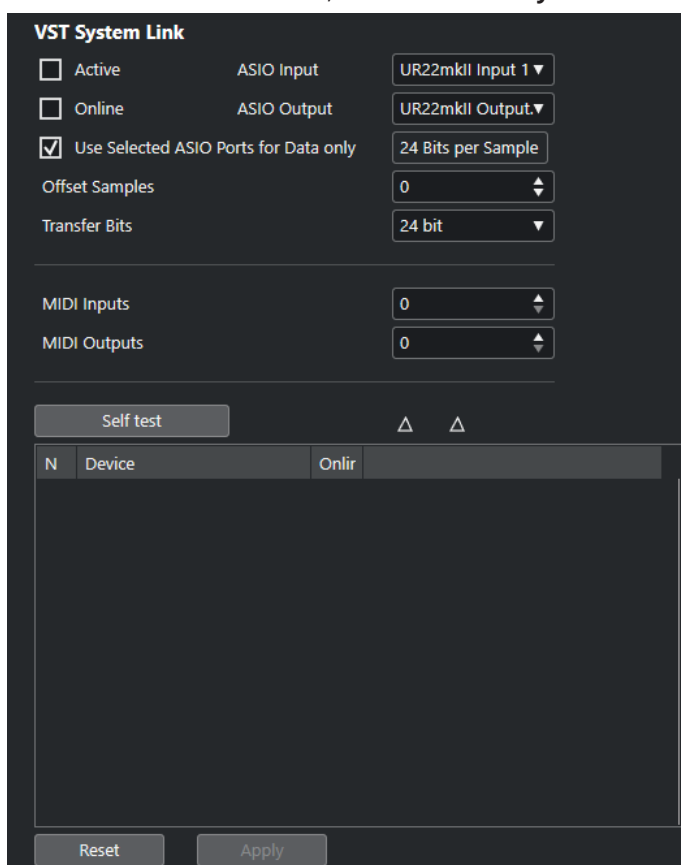 VST System Link
Active ASIO Input UR22mkII Input 1
Online ASIO Output UR22mkII Output.
Use Selected ASIO Ports for Data only 24 Bits per Sample
Offset Samples 0
Transfer Bits 24 bit
MIDI Inputs 0
MIDI Outputs 0
Self test
N Device Onlir
Reset Apply